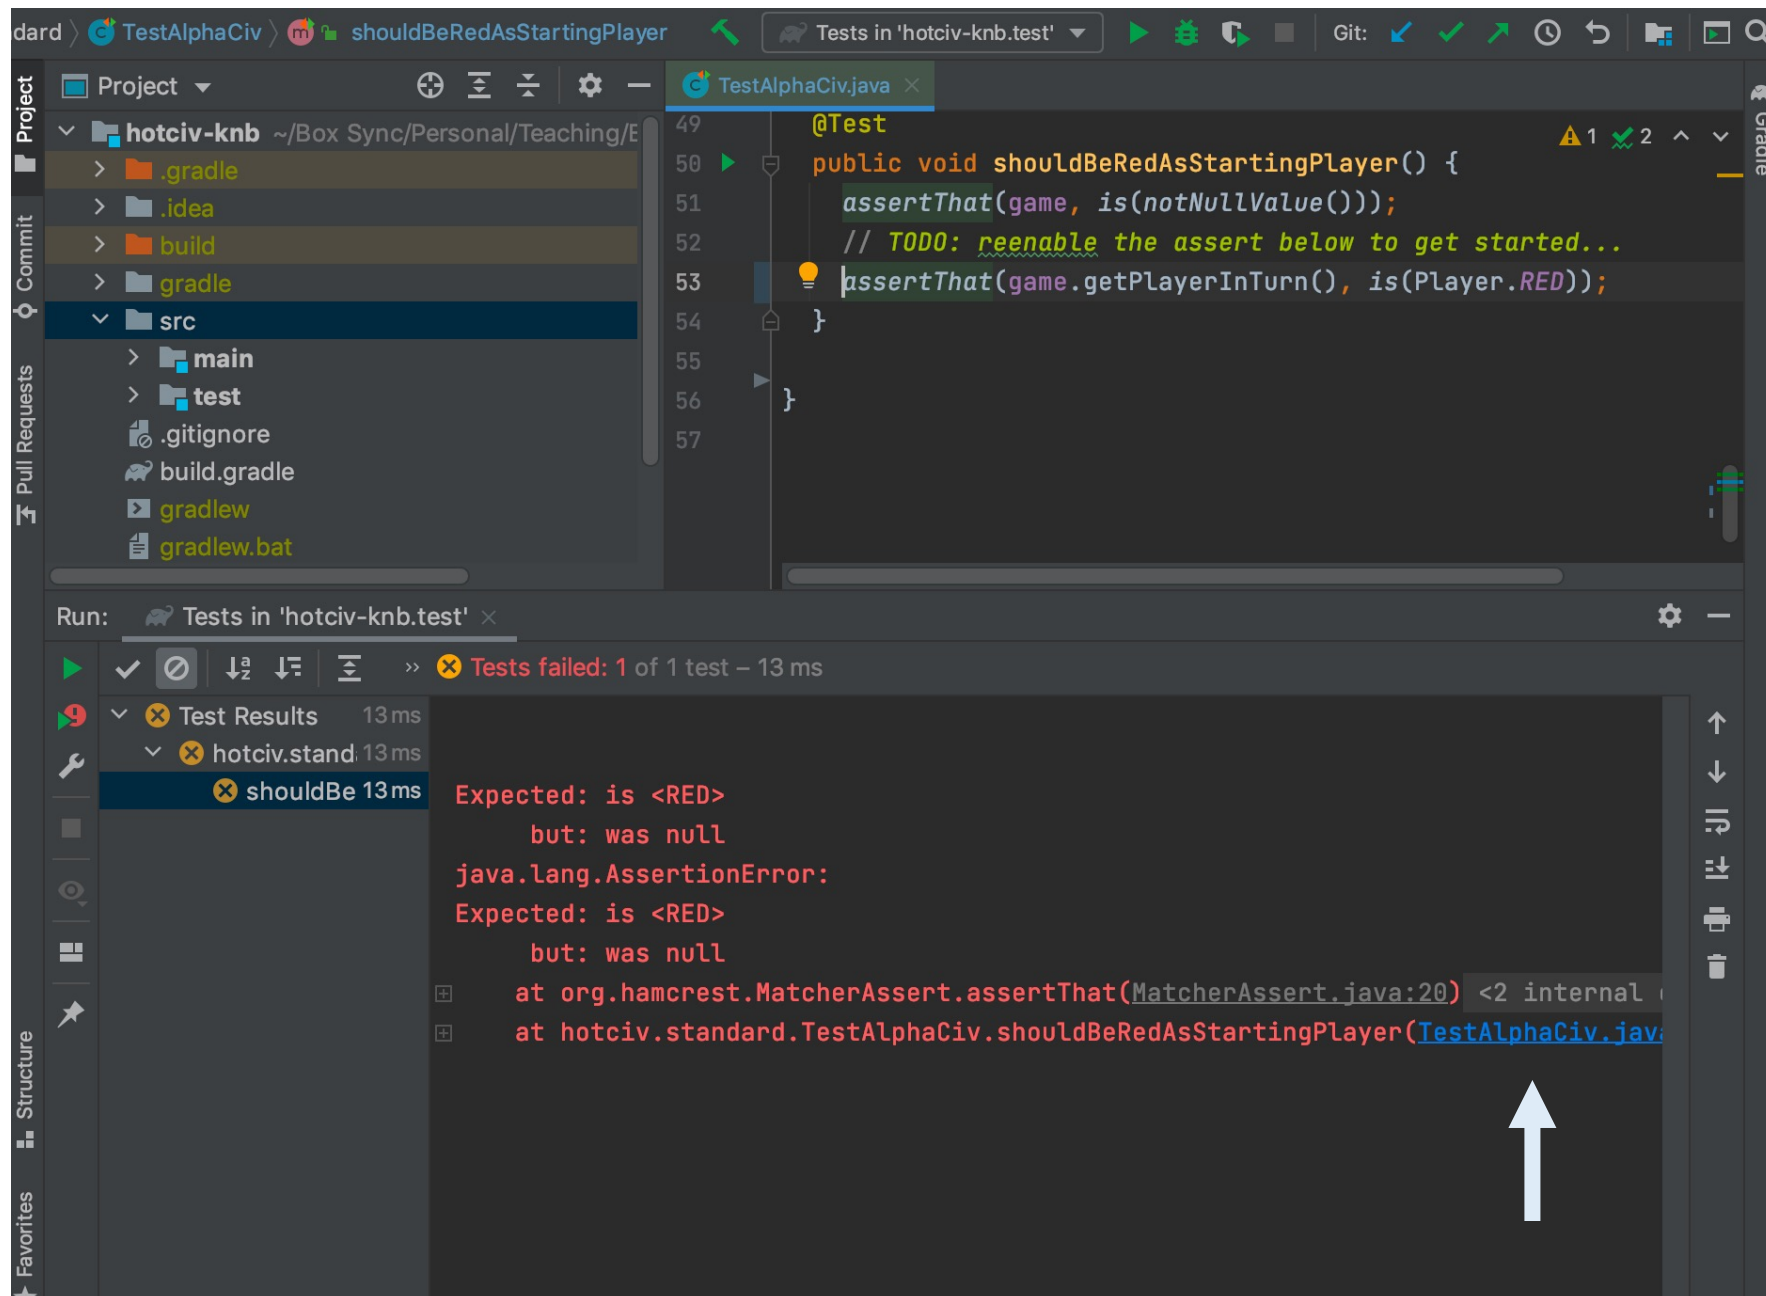 dard TestAlphaCiv shouldBeRedAsStartingPlayer Tests in 'hotciv-knb.test' Git:
Project
TestAlphaCiv.java
Project
Commit
Pull Requests
Structure
Favorites
Gradle
hotciv-knb ~/Box Sync/Personal/Teaching/
.gradle
.idea
build
gradle
src
main
test
.gitignore
build.gradle
gradlew
gradlew.bat
49 @Test
1 2
50 public void shouldBeRedAsStartingPlayer() {
51 assertThat(game, is(notNullValue()));
52 // TODO: reenable the assert below to get started...
53 assertThat(game.getPlayerInTurn(), is(Player.RED));
54 }
55
56 }
57
Run: Tests in 'hotciv-knb.test'
Tests failed: 1 of 1 test – 13 ms
Test Results 13 ms
hotciv.stand 13 ms
shouldBe 13 ms
Expected: is <RED>
but: was null
java.lang.AssertionError:
Expected: is <RED>
but: was null
at org.hamcrest.MatcherAssert.assertThat(MatcherAssert.java:20) <2 internal
at hotciv.standard.TestAlphaCiv.shouldBeRedAsStartingPlayer(TestAlphaCiv.java